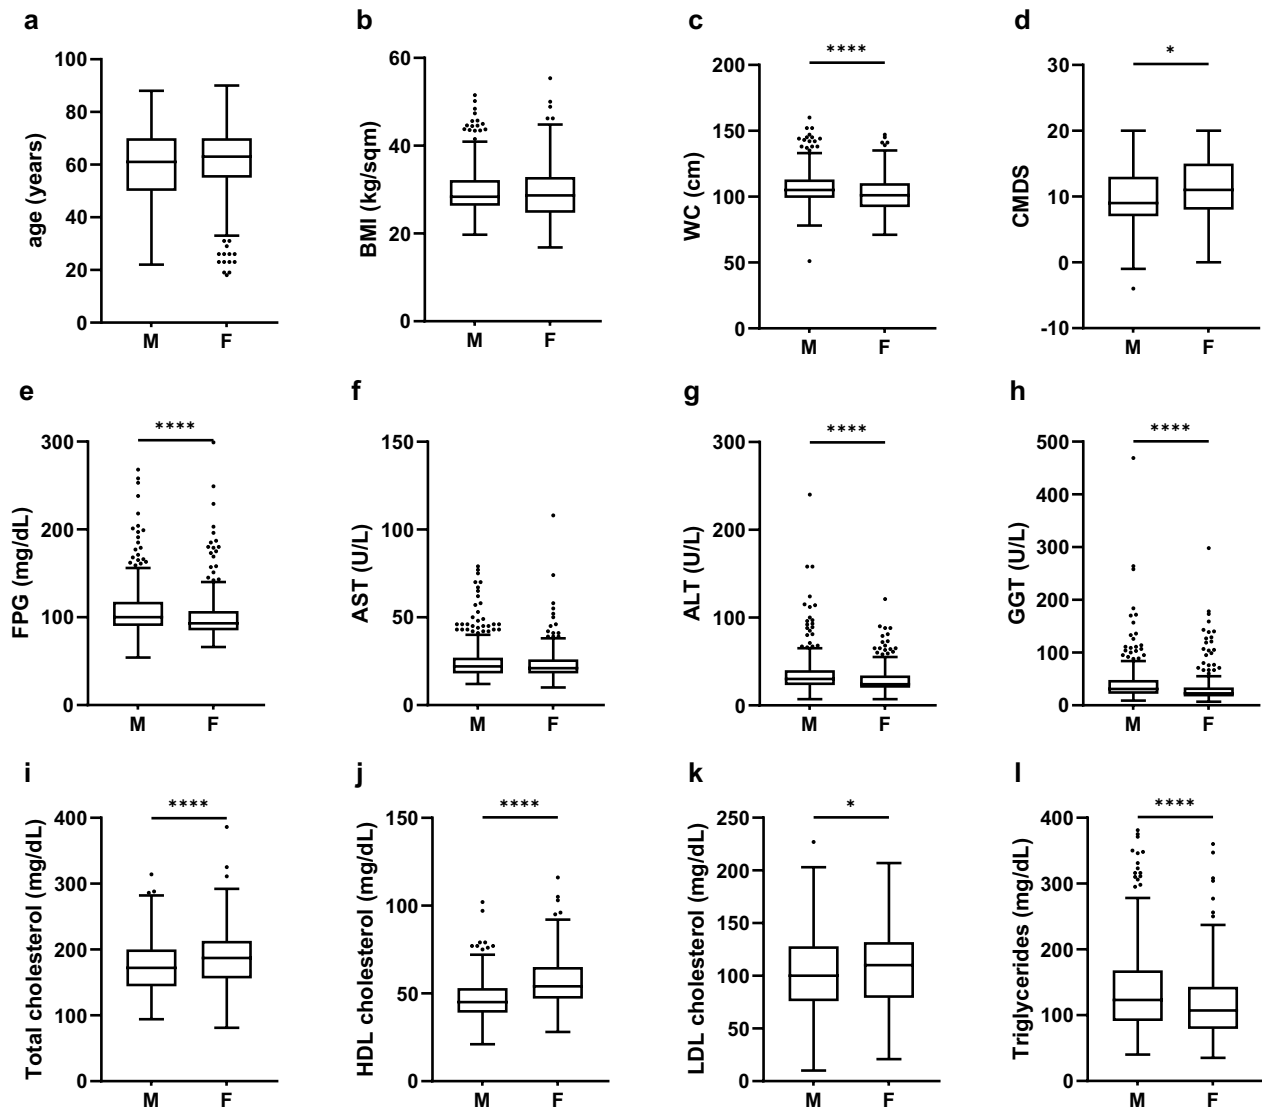 a
b
c
d
****
*
100
80
60
40
20
0
age (years)
M
F
60
40
20
0
BMI (kg/sqm)
M
F
200
150
100
50
0
WC (cm)
M
F
30
20
10
0
-10
CMDS
M
F
e
f
g
h
****
****
****
300
200
100
0
FPG (mg/dL)
M
F
150
100
50
0
AST (U/L)
M
F
300
200
100
0
ALT (U/L)
M
F
500
400
300
200
100
0
GGT (U/L)
M
F
i
j
k
l
****
****
*
****
400
300
200
100
0
Total cholesterol (mg/dL)
M
F
150
100
50
0
HDL cholesterol (mg/dL)
M
F
250
200
150
100
50
0
LDL cholesterol (mg/dL)
M
F
400
300
200
100
0
Triglycerides (mg/dL)
M
F